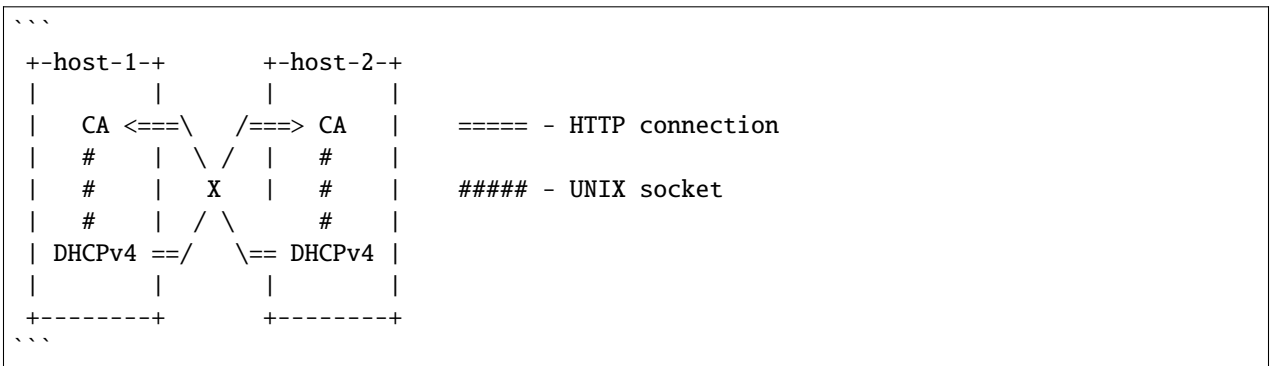 ```
 +-host-1-+        +-host-2-+
 |        |        |        |
 |   CA <===\   /===> CA    |     ===== - HTTP connection
 |   #    |  \ /  |   #     |
 |   #    |   X   |   #     |     ##### - UNIX socket
 |   #    |  / \      #     |
 | DHCPv4 ==/   \== DHCPv4 |
 |        |        |        |
 +--------+        +--------+
```